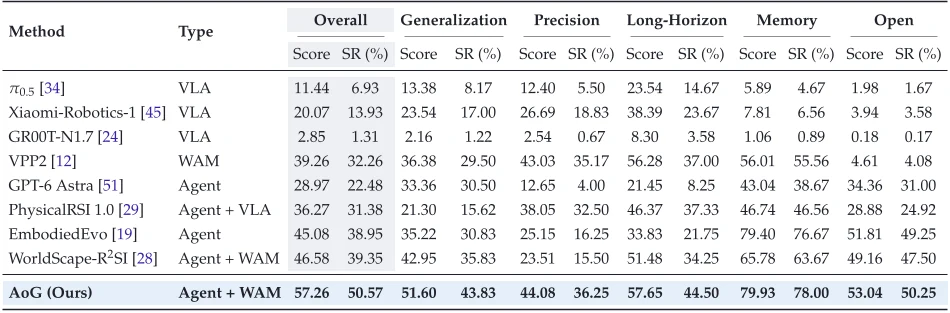 Method Type Overall Generalization Precision Long-Horizon Memory Open
Score SR (%) Score SR (%) Score SR (%) Score SR (%) Score SR (%) Score SR (%)
π0.5 [34] VLA 11.44 6.93 13.38 8.17 12.40 5.50 23.54 14.67 5.89 4.67 1.98 1.67
Xiaomi-Robotics-1 [45] VLA 20.07 13.93 23.54 17.00 26.69 18.83 38.39 23.67 7.81 6.56 3.94 3.58
GR00T-N1.7 [24] VLA 2.85 1.31 2.16 1.22 2.54 0.67 8.30 3.58 1.06 0.89 0.18 0.17
VPP2 [12] WAM 39.26 32.26 36.38 29.50 43.03 35.17 56.28 37.00 56.01 55.56 4.61 4.08
GPT-6 Astra [51] Agent 28.97 22.48 33.36 30.50 12.65 4.00 21.45 8.25 43.04 38.67 34.36 31.00
PhysicalRSI 1.0 [29] Agent + VLA 36.27 31.38 21.30 15.62 38.05 32.50 46.37 37.33 46.74 46.56 28.88 24.92
EmbodiedEvo [19] Agent 45.08 38.95 35.22 30.83 25.15 16.25 33.83 21.75 79.40 76.67 51.81 49.25
WorldScape-R²SI [28] Agent + WAM 46.58 39.35 42.95 35.83 23.51 15.50 51.48 34.25 65.78 63.67 49.16 47.50
AoG (Ours) Agent + WAM 57.26 50.57 51.60 43.83 44.08 36.25 57.65 44.50 79.93 78.00 53.04 50.25